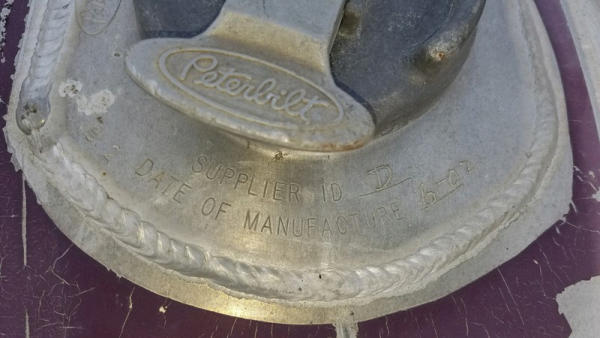 Peterbilt
SUPPLIER ID D
DATE OF MANUFACTURE